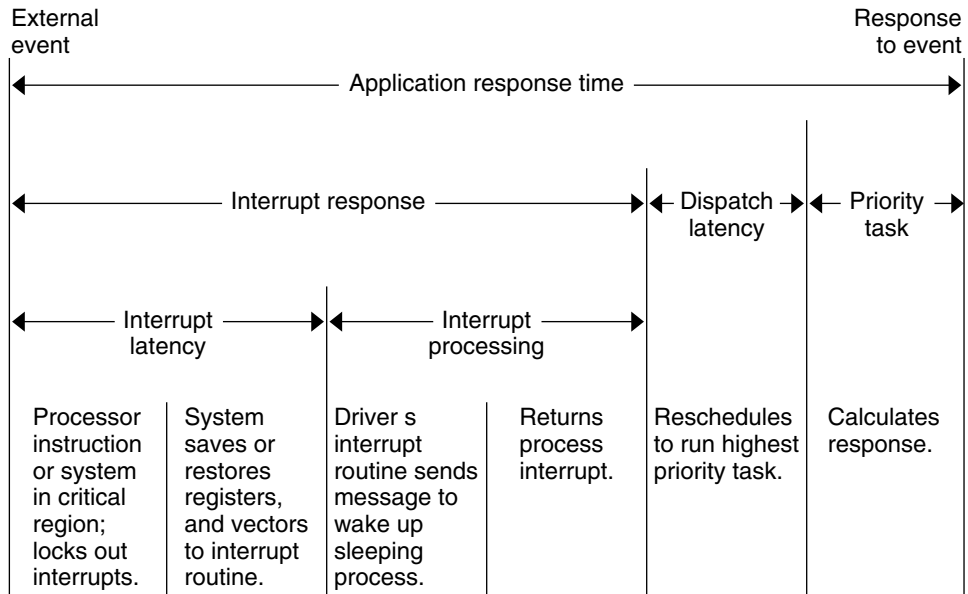 External
event
Response
to event
Application response time
Interrupt response
Dispatch
latency
Priority
task
Interrupt
latency
Interrupt
processing
Processor
instruction
or system
in critical
region;
locks out
interrupts.
System
saves or
restores
registers,
and vectors
to interrupt
routine.
Driver s
interrupt
routine sends
message to
wake up
sleeping
process.
Returns
process
interrupt.
Reschedules
to run highest
priority task.
Calculates
response.